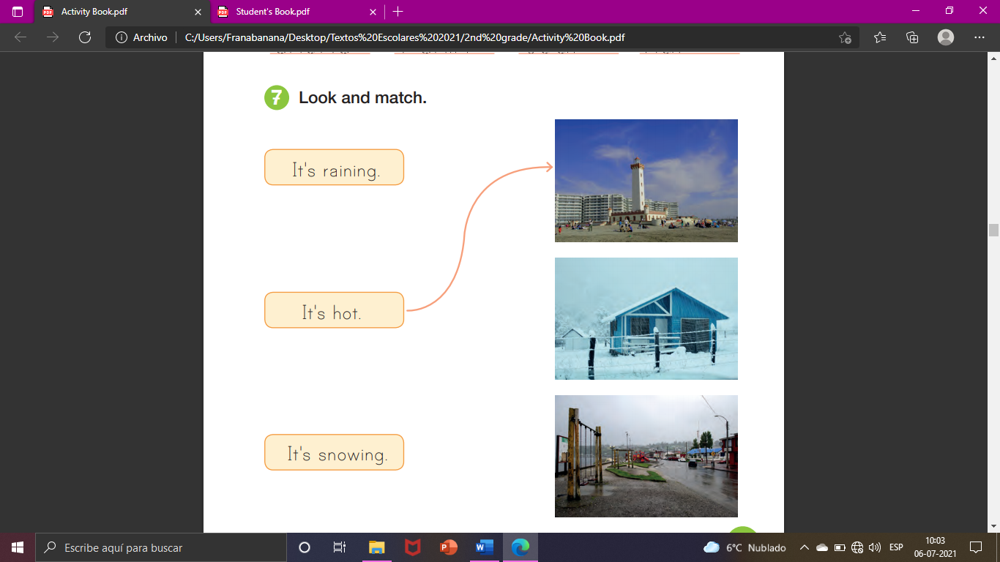 Activity Book.pdf
Student's Book.pdf
Archivo
C:/Users/Franabanana/Desktop/Textos%20Escolares%202021/2nd%20grade/Activity%20Book.pdf
7 Look and match.
It's raining.
It's hot.
It's snowing.
Escribe aquí para buscar
6°C Nublado
ESP
10:03
06-07-2021